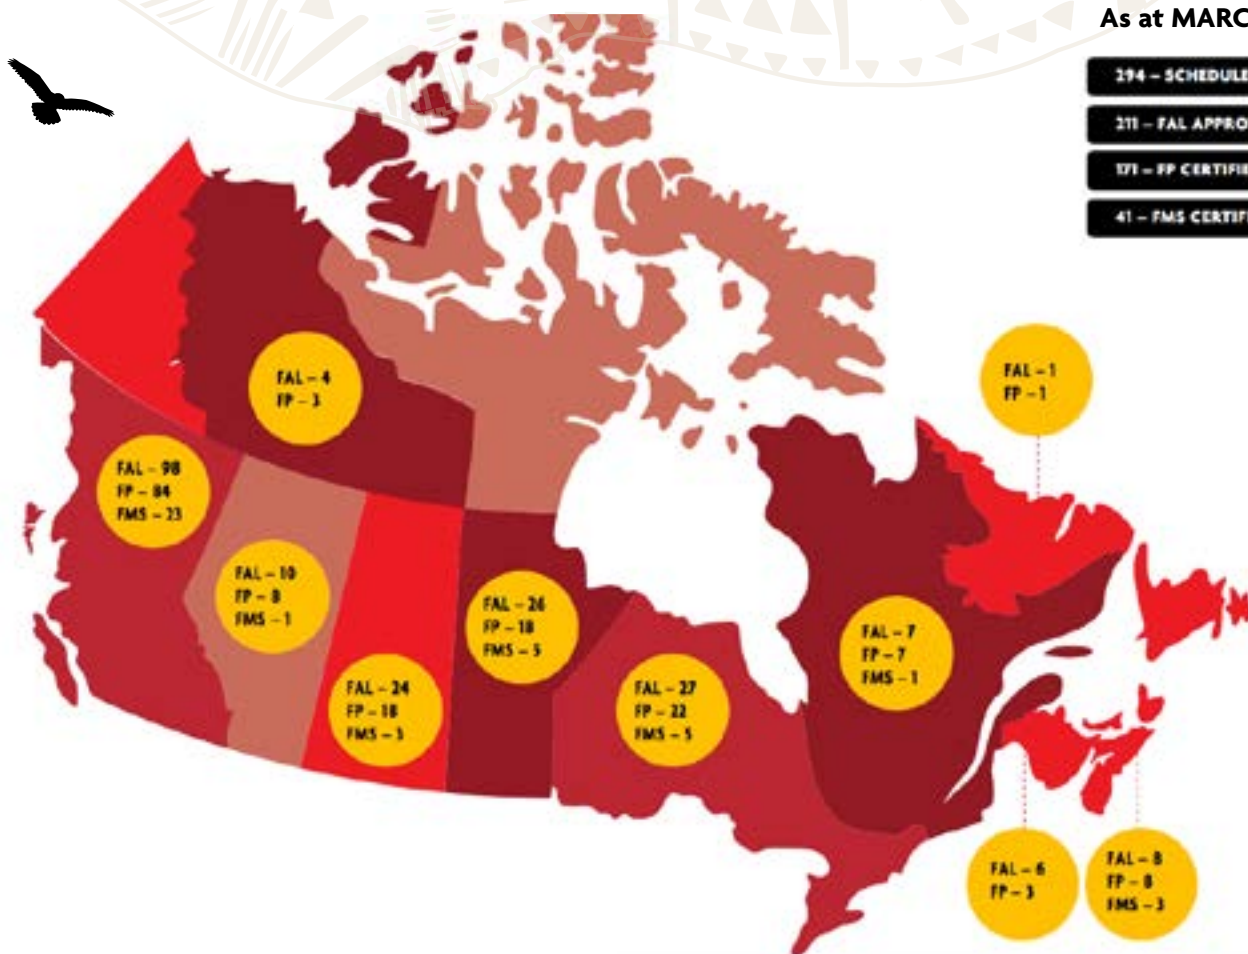 As at MARC
294 – SCHEDULE
211 – FAL APPRO
171 – FP CERTIFIE
41 – FMS CERTIFI
FAL – 1
FP – 1
FAL – 4
FP – 3
FAL – 98
FP – 84
FMS – 23
FAL – 10
FP – 8
FMS – 1
FAL – 26
FP – 18
FMS – 5
FAL – 7
FP – 7
FMS – 1
FAL – 24
FP – 18
FMS – 3
FAL – 27
FP – 22
FMS – 5
FAL – 6
FP – 3
FAL – 8
FP – 8
FMS – 3